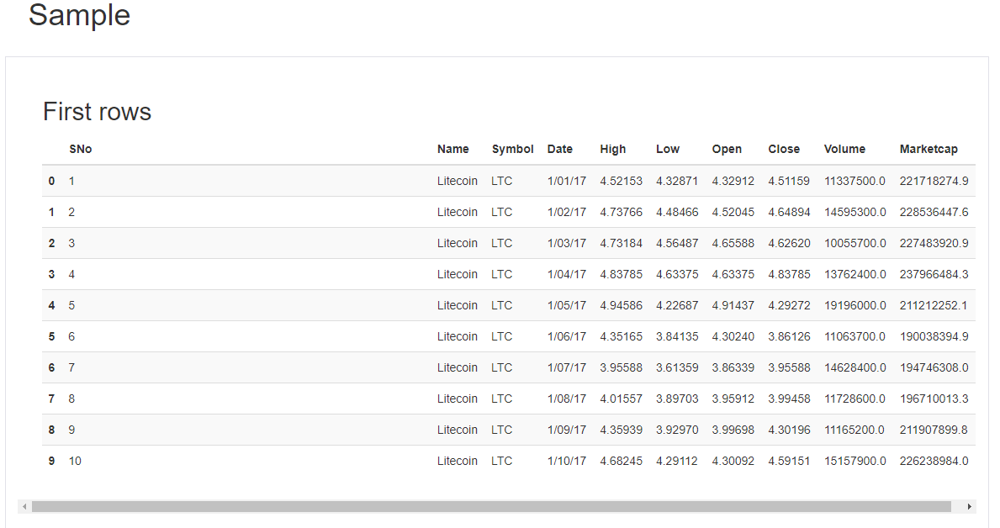 Sample
First rows
SNo Name Symbol Date High Low Open Close Volume Marketcap
0 1 Litecoin LTC 1/01/17 4.52153 4.32871 4.32912 4.51159 11337500.0 221718274.9
1 2 Litecoin LTC 1/02/17 4.73766 4.48466 4.52045 4.64894 14595300.0 228536447.6
2 3 Litecoin LTC 1/03/17 4.73184 4.56487 4.65588 4.62620 10055700.0 227483920.9
3 4 Litecoin LTC 1/04/17 4.83785 4.63375 4.63375 4.83785 13762400.0 237966484.3
4 5 Litecoin LTC 1/05/17 4.94586 4.22687 4.91437 4.29272 19196000.0 211212252.1
5 6 Litecoin LTC 1/06/17 4.35165 3.84135 4.30240 3.86126 11063700.0 190038394.9
6 7 Litecoin LTC 1/07/17 3.95588 3.61359 3.86339 3.95588 14628400.0 194746308.0
7 8 Litecoin LTC 1/08/17 4.01557 3.89703 3.95912 3.99458 11728600.0 196710013.3
8 9 Litecoin LTC 1/09/17 4.35939 3.92970 3.99698 4.30196 11165200.0 211907899.8
9 10 Litecoin LTC 1/10/17 4.68245 4.29112 4.30092 4.59151 15157900.0 226238984.0